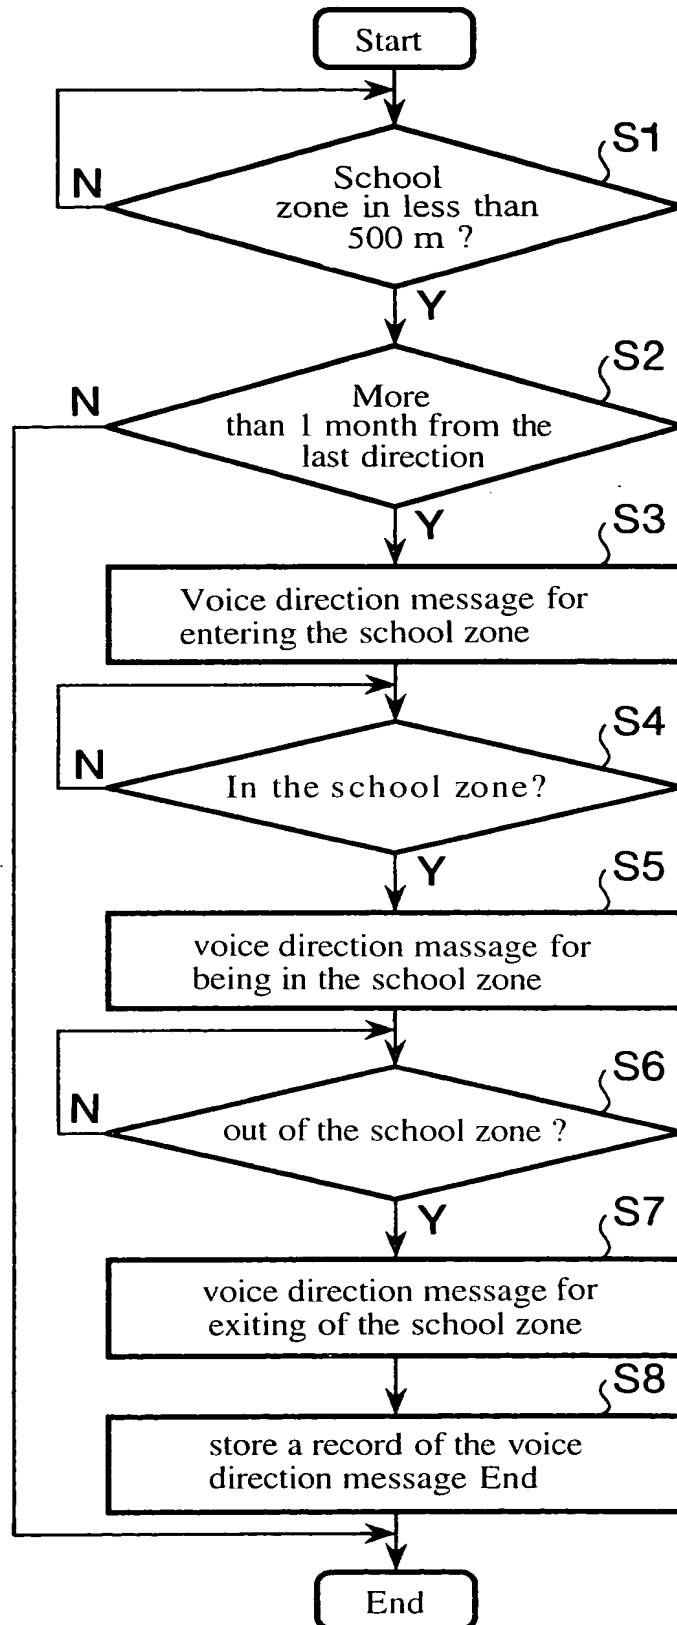 Start
S1
N
School
zone in less than
500 m ?
Y
S2
N
More
than 1 month from the
last direction
Y
S3
Voice direction message for
entering the school zone
S4
N
In the school zone?
Y
S5
voice direction massage for
being in the school zone
S6
N
out of the school zone ?
Y
S7
voice direction message for
exiting of the school zone
S8
store a record of the voice
direction message End
End